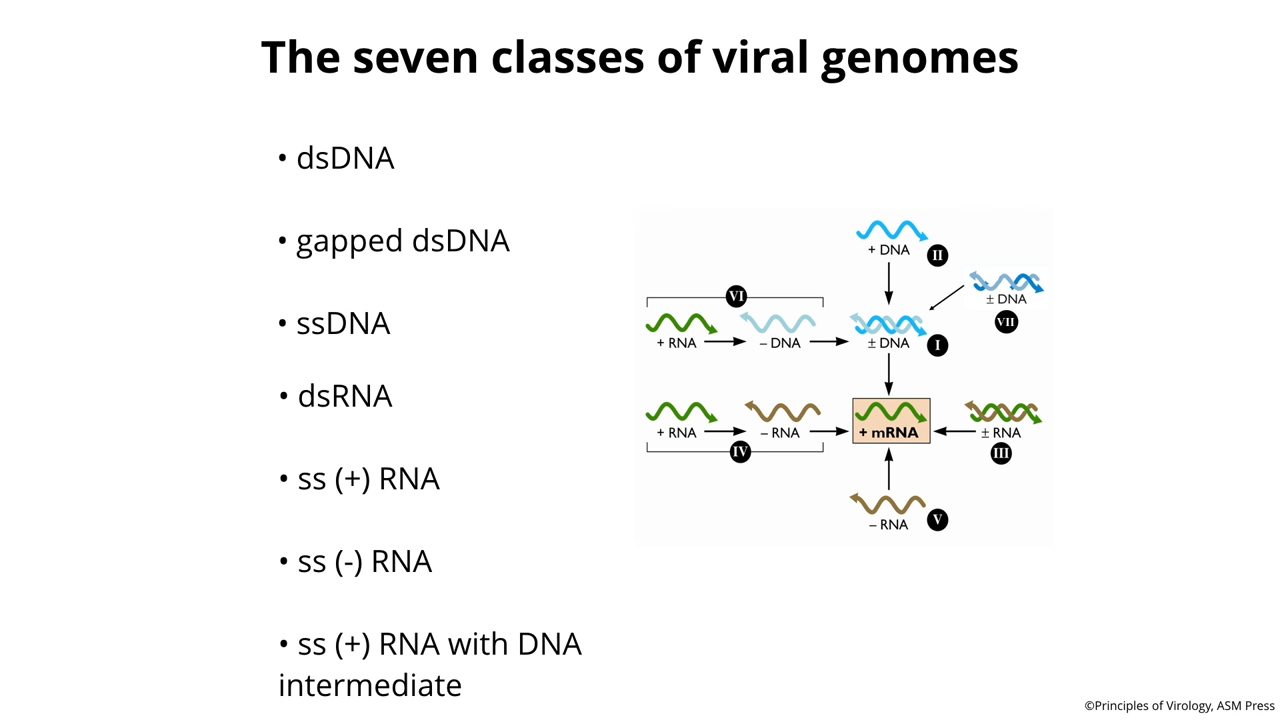 The seven classes of viral genomes
• dsDNA
• gapped dsDNA
• ssDNA
• dsRNA
• ss (+) RNA
• ss (-) RNA
• ss (+) RNA with DNA
intermediate
+ DNA
II
± DNA
VII
VI
+ RNA
– DNA
± DNA
I
+ RNA
– RNA
IV
+ mRNA
± RNA
III
– RNA
V
©Principles of Virology, ASM Press